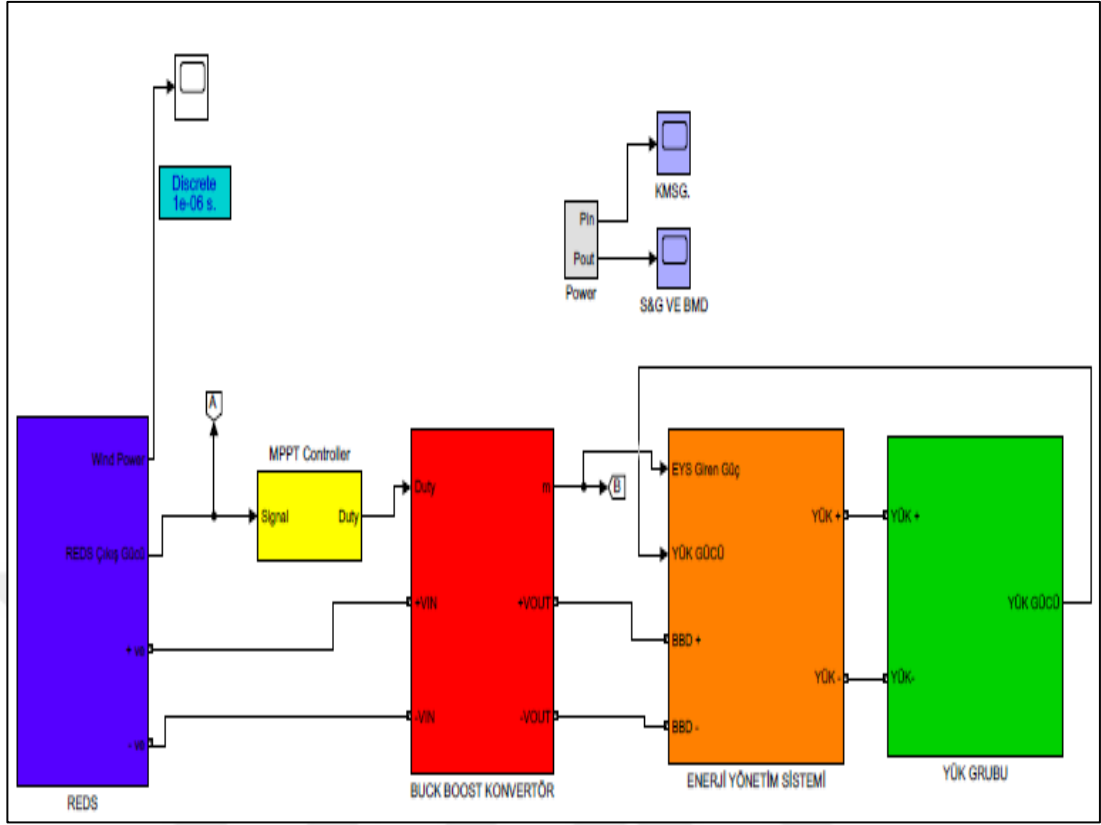 Discrete
1e-06 s.
PIn
Pout
Power
KMSG.
S&G VE BMD
A
Wind Power
REDS Çıkış Gücü
+ ve
- ve
REDS
MPPT Controller
Signal
Duty
Duty
m
+VIN
+VOUT
-VIN
-VOUT
BUCK BOOST KONVERTÖR
B
EYS Giren Güç
YÜK GÜCÜ
BBD +
BBD -
YÜK +
YÜK -
ENERJİ YÖNETİM SİSTEMİ
YÜK +
YÜK-
YÜK GÜCÜ
YÜK GRUBU